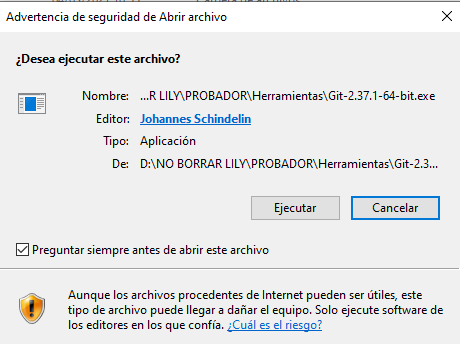 Advertencia de seguridad de Abrir archivo
¿Desea ejecutar este archivo?
Nombre: ...R LILY\PROBADOR\Herramientas\Git-2.37.1-64-bit.exe
Editor: Johannes Schindelin
Tipo: Aplicación
De: D:\NO BORRAR LILY\PROBADOR\Herramientas\Git-2.3...
Ejecutar Cancelar
Preguntar siempre antes de abrir este archivo
Aunque los archivos procedentes de Internet pueden ser útiles, este
tipo de archivo puede llegar a dañar el equipo. Solo ejecute software de
los editores en los que confía. ¿Cuál es el riesgo?